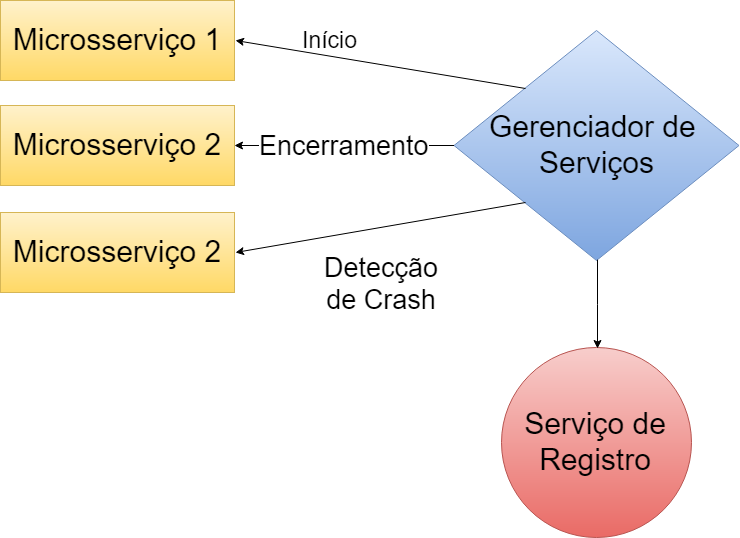 Microsserviço 1
Início
Gerenciador de
Serviços
Microsserviço 2
Encerramento
Microsserviço 2
Detecção
de Crash
Serviço de
Registro